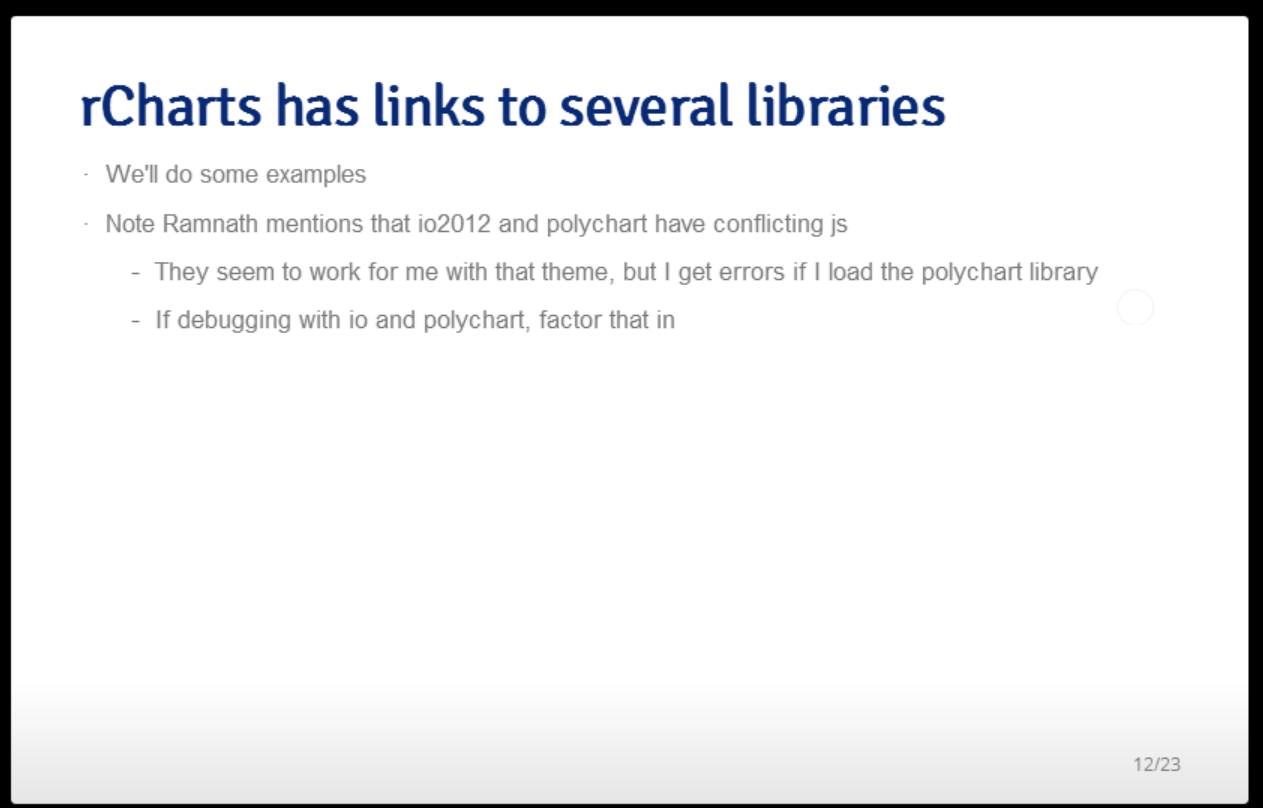 rCharts has links to several libraries
· We'll do some examples
· Note Ramnath mentions that io2012 and polychart have conflicting js
- They seem to work for me with that theme, but I get errors if I load the polychart library
- If debugging with io and polychart, factor that in
12/23